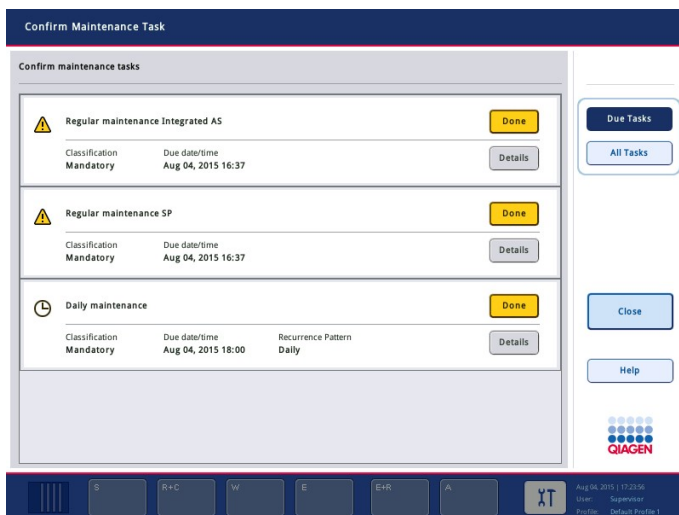 Confirm Maintenance Task
Confirm maintenance tasks
Regular maintenance Integrated AS
Done
Classification Due date/time
Mandatory Aug 04, 2015 16:37
Details
Regular maintenance SP
Done
Classification Due date/time
Mandatory Aug 04, 2015 16:37
Details
Daily maintenance
Done
Classification Due date/time Recurrence Pattern
Mandatory Aug 04, 2015 18:00 Daily
Details
Due Tasks
All Tasks
Close
Help
QIAGEN
S R+C W E E+R A
Aug 04, 2015 | 17:23:56
User: Supervisor
Profile: Default Profile 1